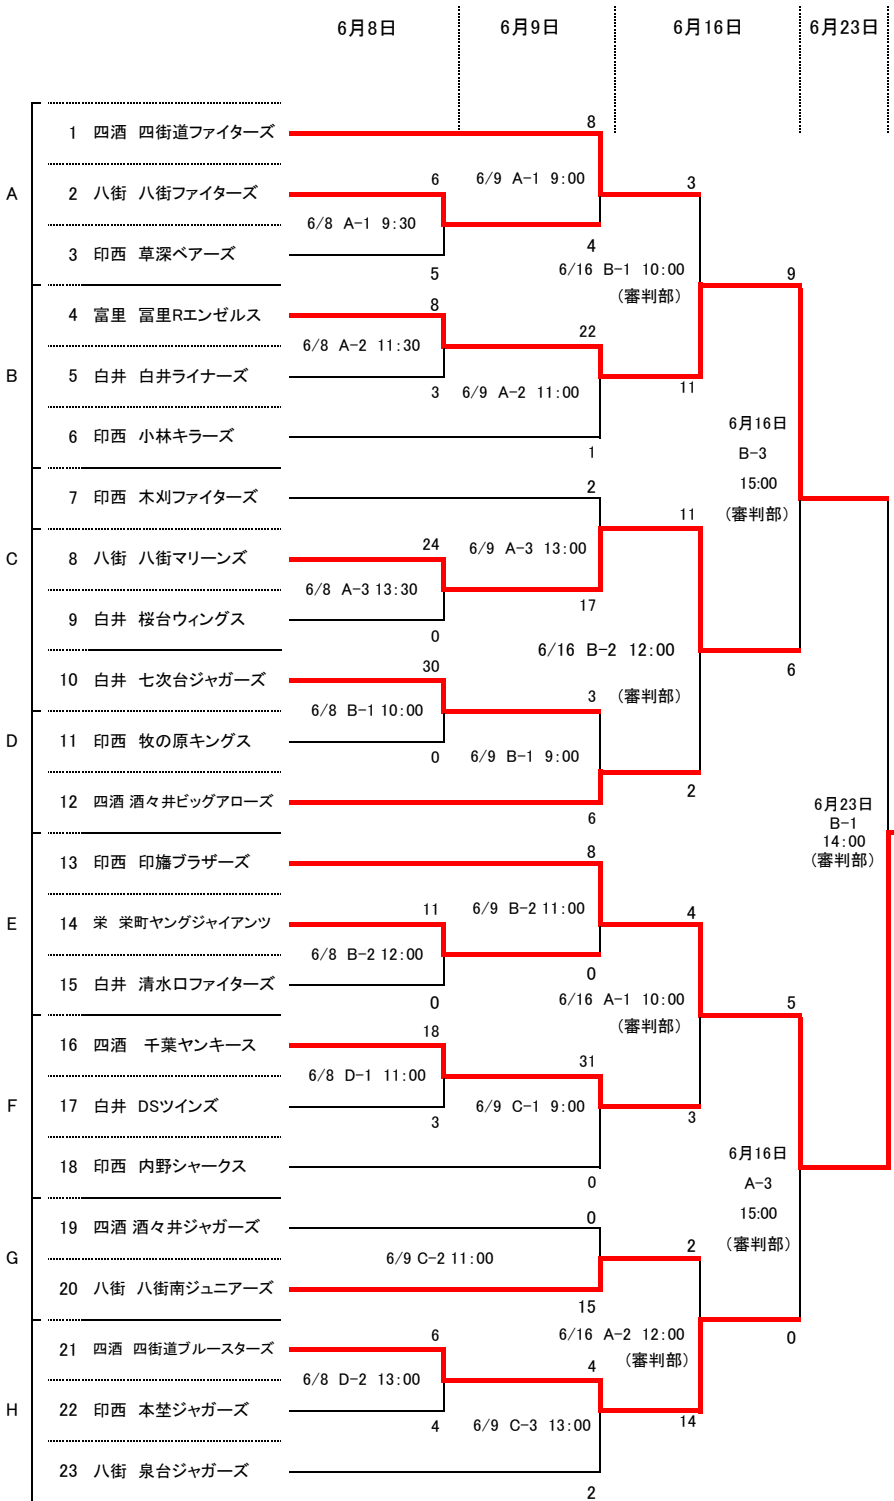 6月8日 6月9日 6月16日 6月23日
8
1 四酒 四街道ファイターズ
6 6/9 A-1 9:00 3
A 2 八街 八街ファイターズ
6/8 A-1 9:30
4
3 印西 草深ベアーズ
5 6/16 B-1 10:00 9
(審判部)
8
4 富里 冨里Rエンゼルス
22
6/8 A-2 11:30
B 5 白井 白井ライナーズ
3 6/9 A-2 11:00 11
6月16日
6 印西 小林キラーズ
1 B-3
2 15:00
7 印西 木刈ファイターズ
11 (審判部)
24 6/9 A-3 13:00
C 8 八街 八街マリーンズ
6/8 A-3 13:30
17
9 白井 桜台ウィングス
0
6/16 B-2 12:00
30 6
10 白井 七次台ジャガーズ
3 (審判部)
6/8 B-1 10:00
D 11 印西 牧の原キングス
0 6/9 B-1 9:00
2
12 四酒 酒々井ビッグアローズ
6月23日
6 B-1
14:00
8 (審判部)
13 印西 印旛ブラザーズ
11 6/9 B-2 11:00 4
E 14 栄 栄町ヤングジャイアンツ
6/8 B-2 12:00
0
15 白井 清水口ファイターズ
0 6/16 A-1 10:00 5
(審判部)
18
16 四酒 千葉ヤンキース
31
6/8 D-1 11:00
F 17 白井 DSツインズ
3 6/9 C-1 9:00 3
6月16日
18 印西 内野シャークス
0 A-3
0 15:00
19 四酒 酒々井ジャガーズ
2 (審判部)
G 6/9 C-2 11:00
20 八街 八街南ジュニアーズ
15
6 6/16 A-2 12:00 0
21 四酒 四街道ブルースターズ
4 (審判部)
6/8 D-2 13:00
H 22 印西 本埜ジャガーズ
4 6/9 C-3 13:00 14
23 八街 泉台ジャガーズ
2